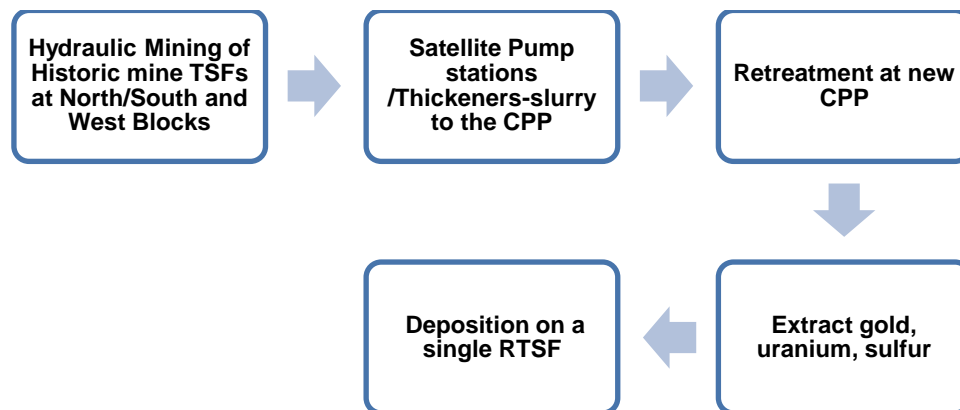 Hydraulic Mining of
Historic mine TSFs
at North/South and
West Blocks
Satellite Pump
stations
/Thickeners-slurry
to the CPP
Retreatment at new
CPP
Extract gold,
uranium, sulfur
Deposition on a
single RTSF